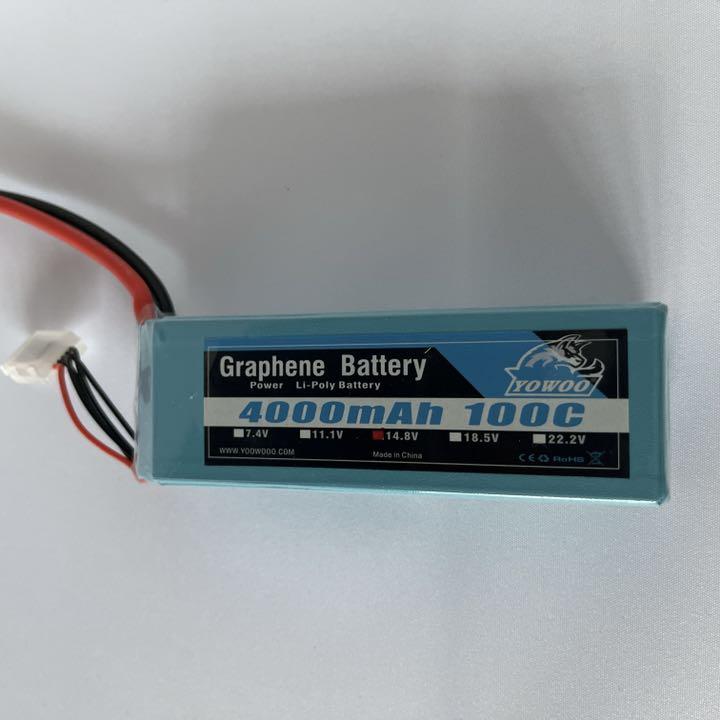 Graphene Battery
Power Li-Poly Battery
YOWOO
4000mAh 100C
7.4V 11.1V 14.8V 18.5V 22.2V
WWW.YOOWOOO.COM Made in China CE RoHS